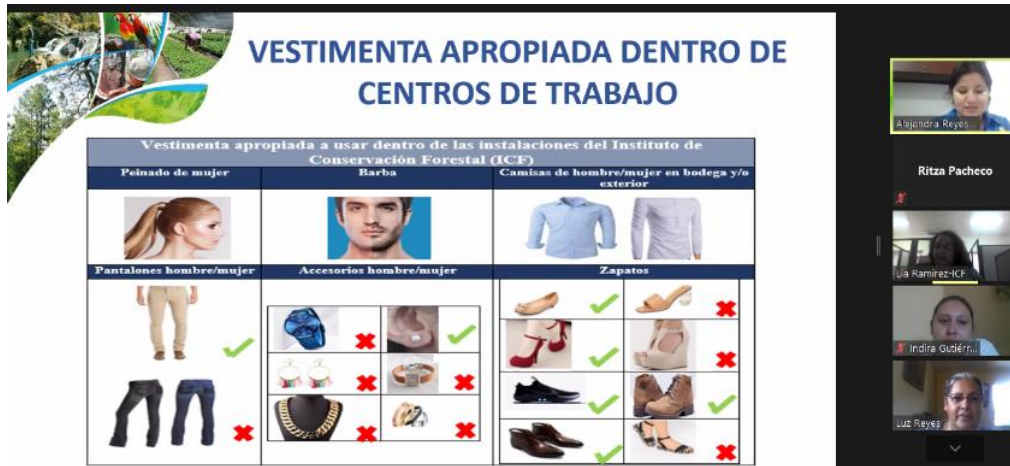 VESTIMENTA APROPIADA DENTRO DE
CENTROS DE TRABAJO
Vestimenta apropiada a usar dentro de las instalaciones del Instituto de
Conservación Forestal (ICF)
Peinado de mujer
Barba
Camisas de hombre/mujer en bodega y/o
exterior
Pantalones hombre/mujer
Accesorios hombre/mujer
Zapatos
Alejandra Reyes...
Ritza Pacheco
Lia Ramirez-ICF
Indira Gutiérr...
Luz Reyes